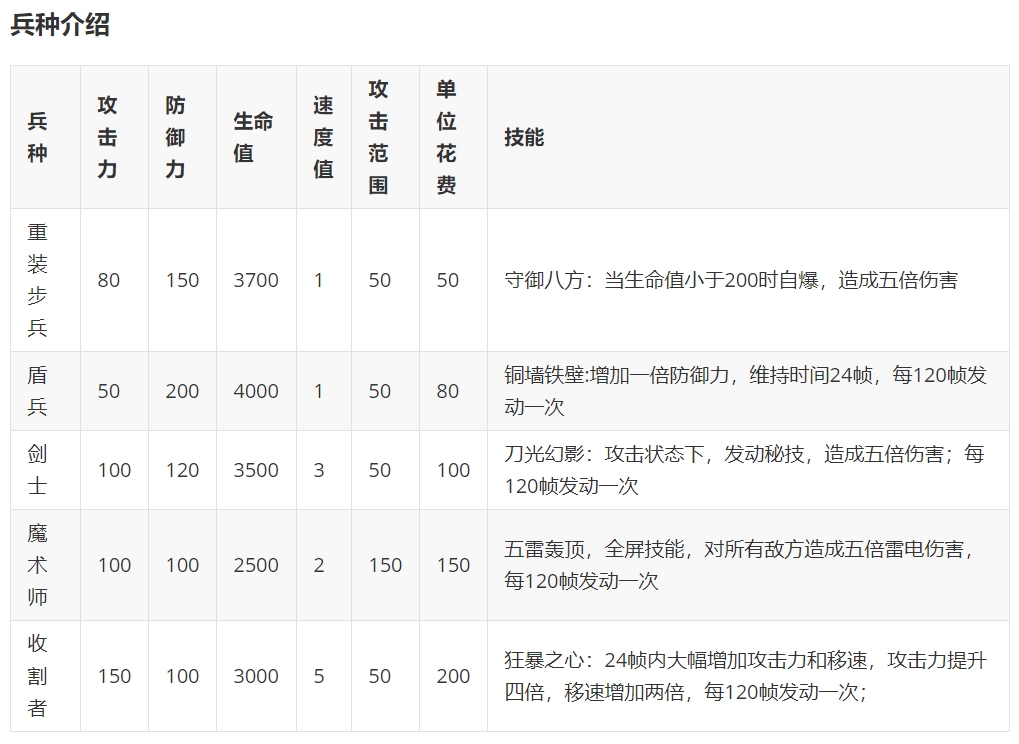 兵种介绍
兵种 攻击力 防御力 生命值 速度值 攻击范围 单位花费 技能
重装步兵 80 150 3700 1 50 50 守御八方：当生命值小于200时自爆，造成五倍伤害
盾兵 50 200 4000 1 50 80 铜墙铁壁:增加一倍防御力，维持时间24帧，每120帧发
动一次
剑士 100 120 3500 3 50 100 刀光幻影：攻击状态下，发动秘技，造成五倍伤害；每
120帧发动一次
魔术师 100 100 2500 2 150 150 五雷轰顶，全屏技能，对所有敌方造成五倍雷电伤害，
每120帧发动一次
收割者 150 100 3000 5 50 200 狂暴之心：24帧内大幅增加攻击力和移速，攻击力提升
四倍，移速增加两倍，每120帧发动一次；